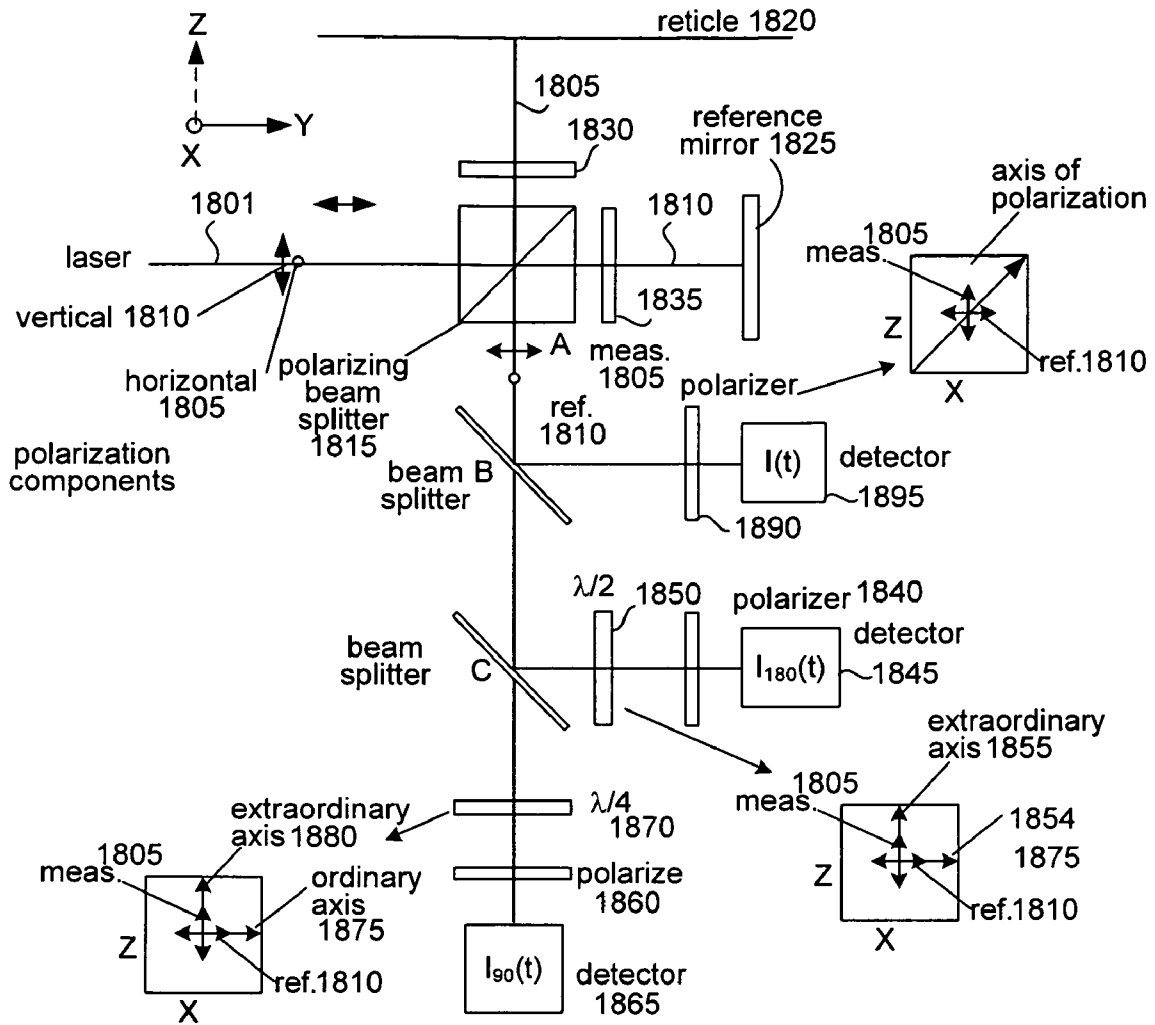 Z
Y
X
reticle 1820
1805
1830
reference
mirror 1825
1801
laser
1810
vertical 1810
horizontal
1805
polarization
components
polarizing
beam
splitter
1815
A
1835
meas.
1805
axis of
polarization
meas.1805
Z
X
ref.1810
ref.
1810
polarizer
beam B
splitter
I(t)
detector
1895
1890
λ/2
1850
polarizer 1840
detector
1845
I180(t)
beam
splitter
C
extraordinary
axis 1855
meas.1805
1854
1875
Z
X
ref.1810
λ/4
1870
extraordinary
axis 1880
meas.1805
ordinary
axis
1875
Z
X
ref.1810
polarize
1860
I90(t)
detector
1865